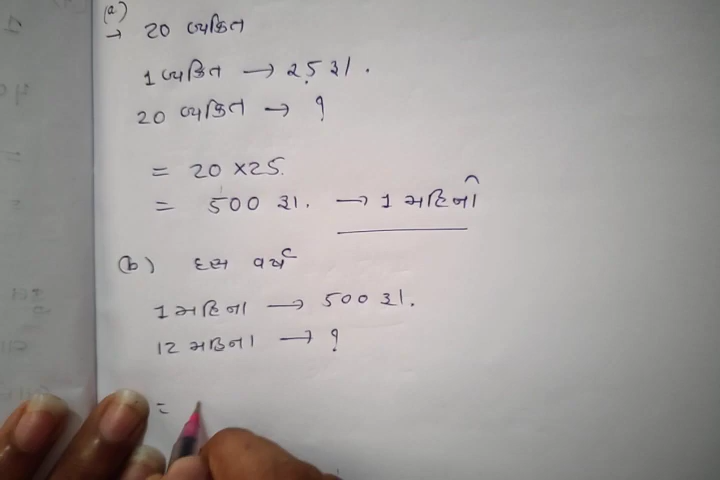 (a)
→ 20 વ્યકિત
1 વ્યકિત → 25 રૂા.
20 વ્યકિત → ?
= 20 × 25.
= 500 રૂા. → 1 મહિનો
(b) દસ વર્ષ
1 મહિના → 500 રૂા.
12 મહિના → ?
=